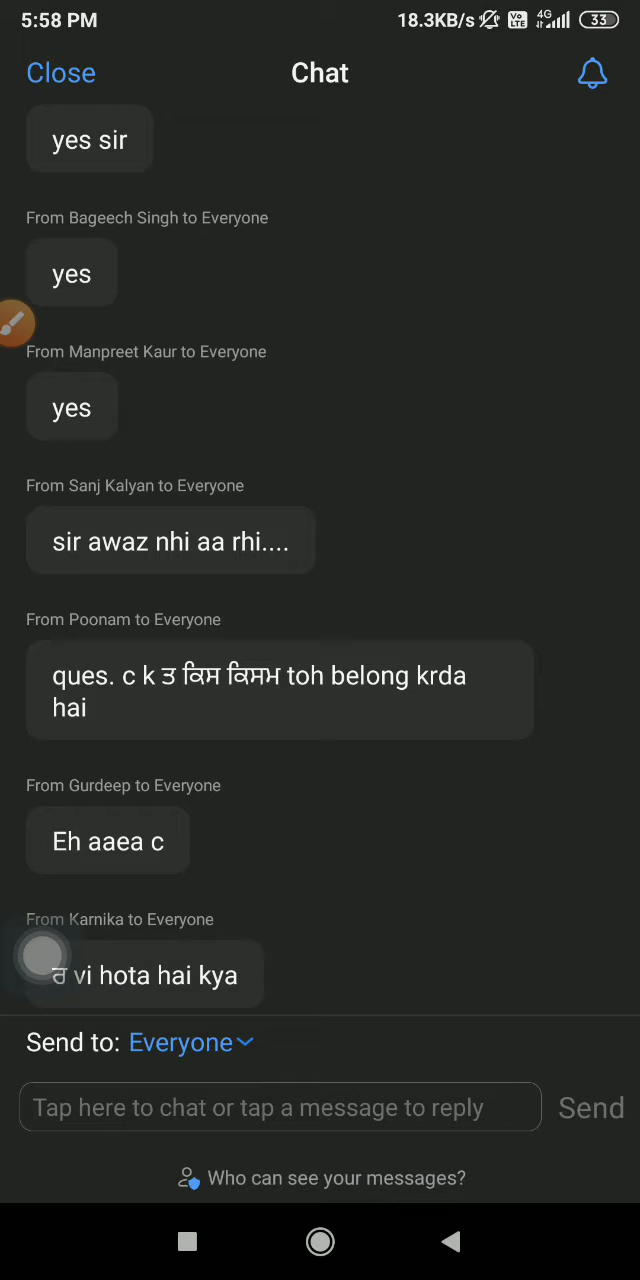 5:58 PM
18.3KB/s Vo LTE 4G 33
Close
Chat
yes sir
From Bageech Singh to Everyone
yes
From Manpreet Kaur to Everyone
yes
From Sanj Kalyan to Everyone
sir awaz nhi aa rhi....
From Poonam to Everyone
ques. c k ਤ ਕਿਸ ਕਿਸਮ toh belong krda
hai
From Gurdeep to Everyone
Eh aaea c
From Karnika to Everyone
vi hota hai kya
Send to: Everyone
Tap here to chat or tap a message to reply
Send
Who can see your messages?